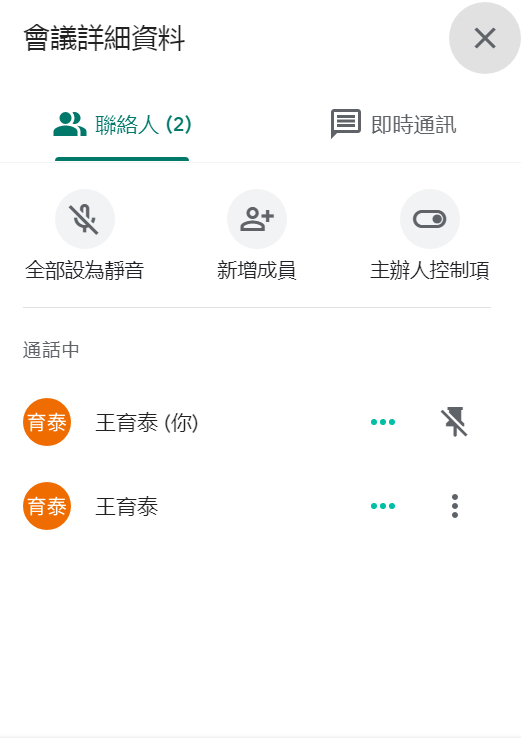 會議詳細資料
聯絡人 (2)
即時通訊
全部設為靜音
新增成員
主辦人控制項
通話中
育泰 王育泰 (你)
育泰 王育泰